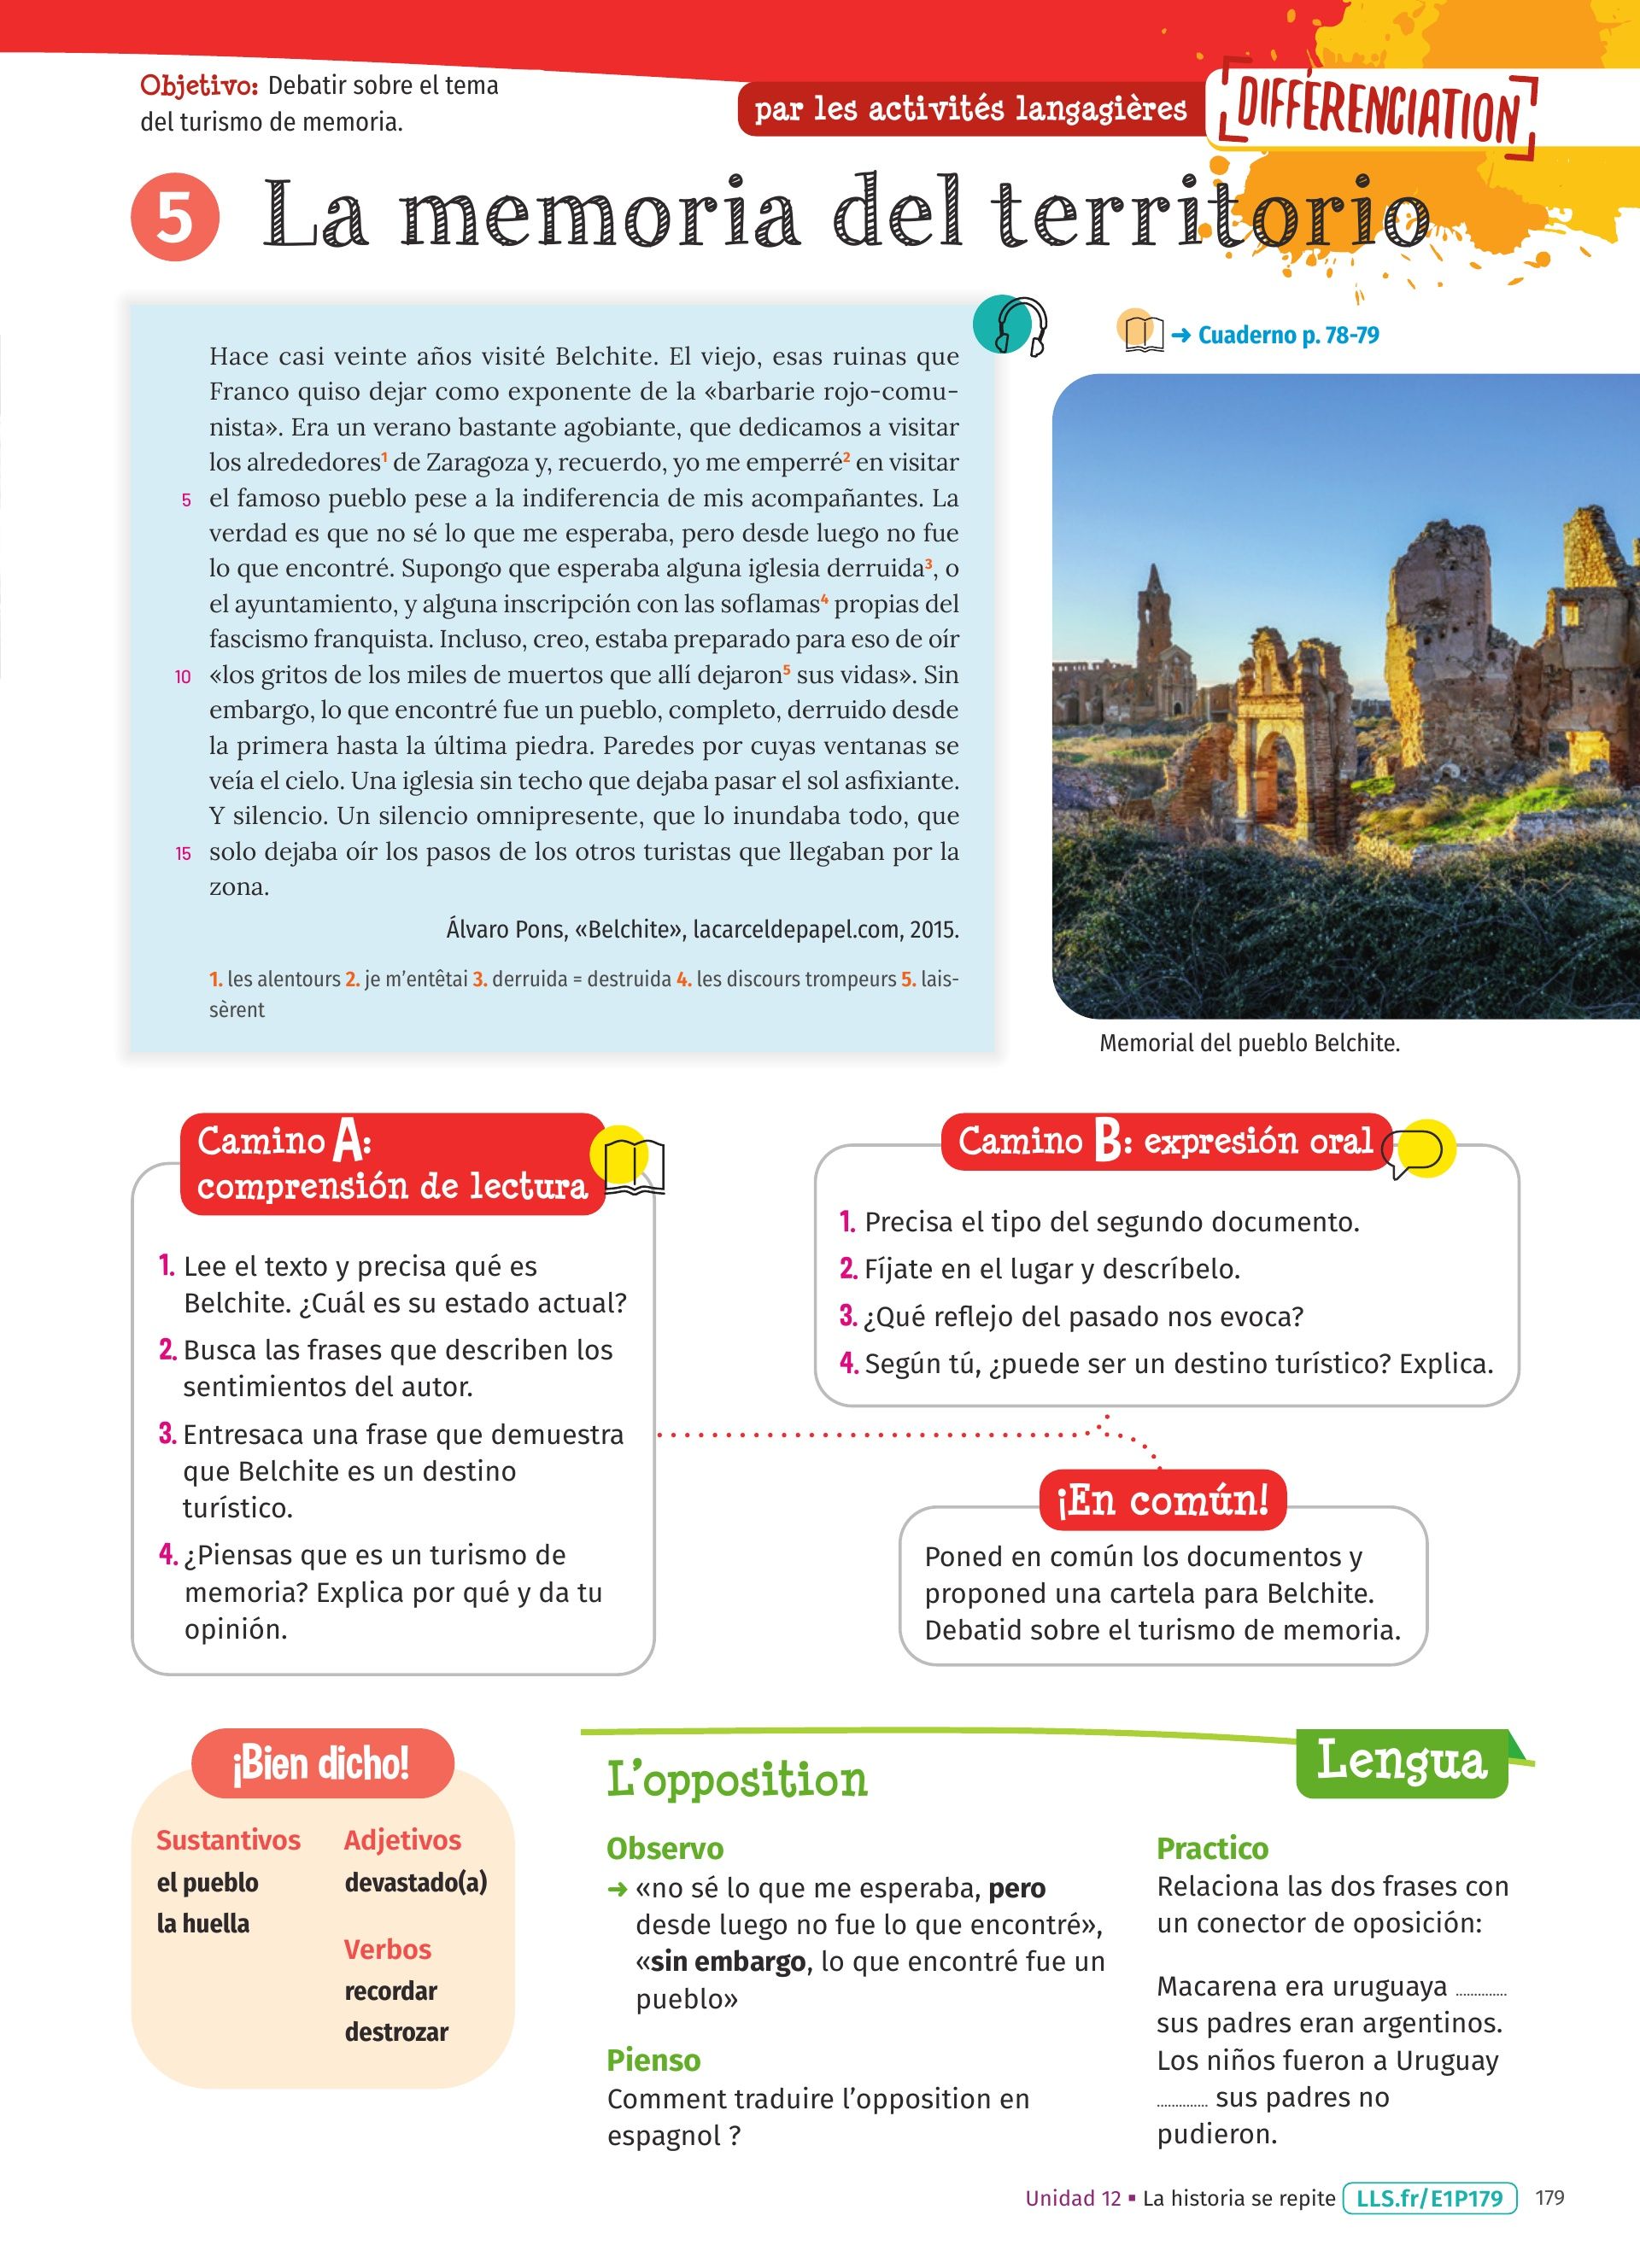 Objetivo: Debatir sobre el tema
del turismo de memoria.
par les activités langagières
DIFFÉRENCIATION
5 La memoria del territorio
Hace casi veinte años visité Belchite. El viejo, esas ruinas que
Franco quiso dejar como exponente de la «barbarie rojo-comu-
nista». Era un verano bastante agobiante, que dedicamos a visitar
los alrededores1 de Zaragoza y, recuerdo, yo me emperré2 en visitar
5 el famoso pueblo pese a la indiferencia de mis acompañantes. La
verdad es que no sé lo que me esperaba, pero desde luego no fue
lo que encontré. Supongo que esperaba alguna iglesia derruida3, o
el ayuntamiento, y alguna inscripción con las soflamas4 propias del
fascismo franquista. Incluso, creo, estaba preparado para eso de oír
10 «los gritos de los miles de muertos que allí dejaron5 sus vidas». Sin
embargo, lo que encontré fue un pueblo, completo, derruido desde
la primera hasta la última piedra. Paredes por cuyas ventanas se
veía el cielo. Una iglesia sin techo que dejaba pasar el sol asfixiante.
Y silencio. Un silencio omnipresente, que lo inundaba todo, que
15 solo dejaba oír los pasos de los otros turistas que llegaban por la
zona.
Álvaro Pons, «Belchite», lacarceldepapel.com, 2015.
1. les alentours 2. je m'entêtai 3. derruida = destruida 4. les discours trompeurs 5. lais-
sèrent
➜ Cuaderno p. 78-79
Memorial del pueblo Belchite.
Camino A:
comprensión de lectura
1. Lee el texto y precisa qué es
Belchite. ¿Cuál es su estado actual?
2. Busca las frases que describen los
sentimientos del autor.
3. Entresaca una frase que demuestra
que Belchite es un destino
turístico.
4. ¿Piensas que es un turismo de
memoria? Explica por qué y da tu
opinión.
Camino B: expresión oral
1. Precisa el tipo del segundo documento.
2. Fíjate en el lugar y descríbelo.
3. ¿Qué reflejo del pasado nos evoca?
4. Según tú, ¿puede ser un destino turístico? Explica.
¡En común!
Poned en común los documentos y
proponed una cartela para Belchite.
Debatid sobre el turismo de memoria.
¡Bien dicho!
Sustantivos
el pueblo
la huella
Adjetivos
devastado(a)
Verbos
recordar
destrozar
Lengua
L'opposition
Observo
➜ «no sé lo que me esperaba, pero
desde luego no fue lo que encontré»,
«sin embargo, lo que encontré fue un
pueblo»
Pienso
Comment traduire l'opposition en
espagnol ?
Practico
Relaciona las dos frases con
un conector de oposición:
Macarena era uruguaya ..............
sus padres eran argentinos.
Los niños fueron a Uruguay
.............. sus padres no
pudieron.
Unidad 12 ▪ La historia se repite LLS.fr/E1P179 179